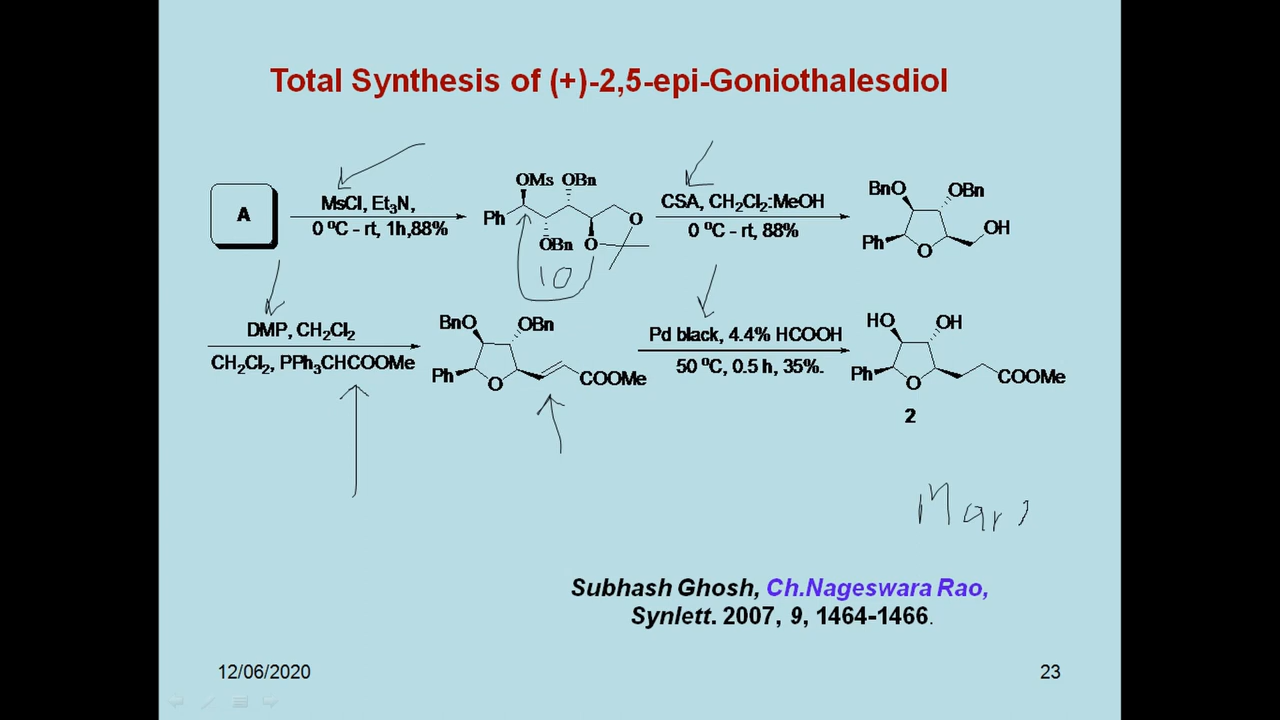 Total Synthesis of (+)-2,5-epi-Goniothalesdiol
A
MsCl, Et₃N,
0 ⁰C - rt, 1h,88%
OMs OBn
Ph
OBn O
O
10
CSA, CH₂Cl₂:MeOH
0 ⁰C - rt, 88%
BnO OBn
Ph O OH
DMP, CH₂Cl₂
CH₂Cl₂, PPh₃CHCOOMe
BnO OBn
Ph O COOMe
Pd black, 4.4% HCOOH
50 ⁰C, 0.5 h, 35%.
HO OH
Ph O COOMe
2
Subhash Ghosh, Ch.Nageswara Rao,
Synlett. 2007, 9, 1464-1466.
12/06/2020
23